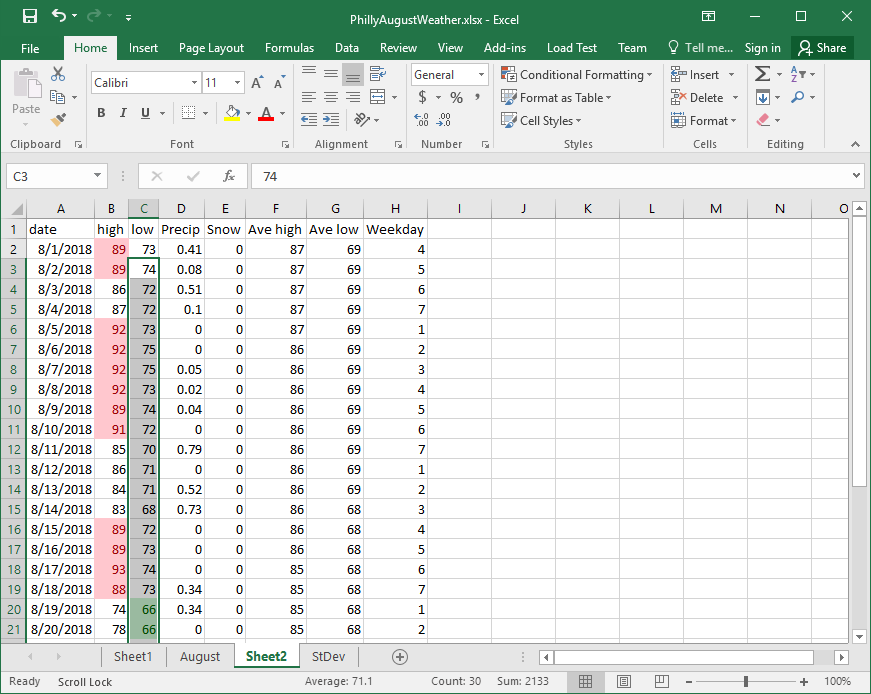 PhillyAugustWeather.xlsx - Excel
File Home Insert Page Layout Formulas Data Review View Add-ins Load Test Team Tell me... Sign in Share
Paste
Calibri 11
B I U A
General
$ % ,
Conditional Formatting
Format as Table
Cell Styles
Insert
Delete
Format
Clipboard Font Alignment Number Styles Cells Editing
C3 fx 74
A B C D E F G H I J K L M N O
1 date high low Precip Snow Ave high Ave low Weekday
2 8/1/2018 89 73 0.41 0 87 69 4
3 8/2/2018 89 74 0.08 0 87 69 5
4 8/3/2018 86 72 0.51 0 87 69 6
5 8/4/2018 87 72 0.1 0 87 69 7
6 8/5/2018 92 73 0 0 87 69 1
7 8/6/2018 92 75 0 0 86 69 2
8 8/7/2018 92 75 0.05 0 86 69 3
9 8/8/2018 92 73 0.02 0 86 69 4
10 8/9/2018 89 74 0.04 0 86 69 5
11 8/10/2018 91 72 0 0 86 69 6
12 8/11/2018 85 70 0.79 0 86 69 7
13 8/12/2018 86 71 0 0 86 69 1
14 8/13/2018 84 71 0.52 0 86 69 2
15 8/14/2018 83 68 0.73 0 86 68 3
16 8/15/2018 89 72 0 0 86 68 4
17 8/16/2018 89 73 0 0 86 68 5
18 8/17/2018 93 74 0 0 85 68 6
19 8/18/2018 88 73 0.34 0 85 68 7
20 8/19/2018 74 66 0.34 0 85 68 1
21 8/20/2018 78 66 0 0 85 68 2
Sheet1 August Sheet2 StDev
Ready Scroll Lock Average: 71.1 Count: 30 Sum: 2133 100%